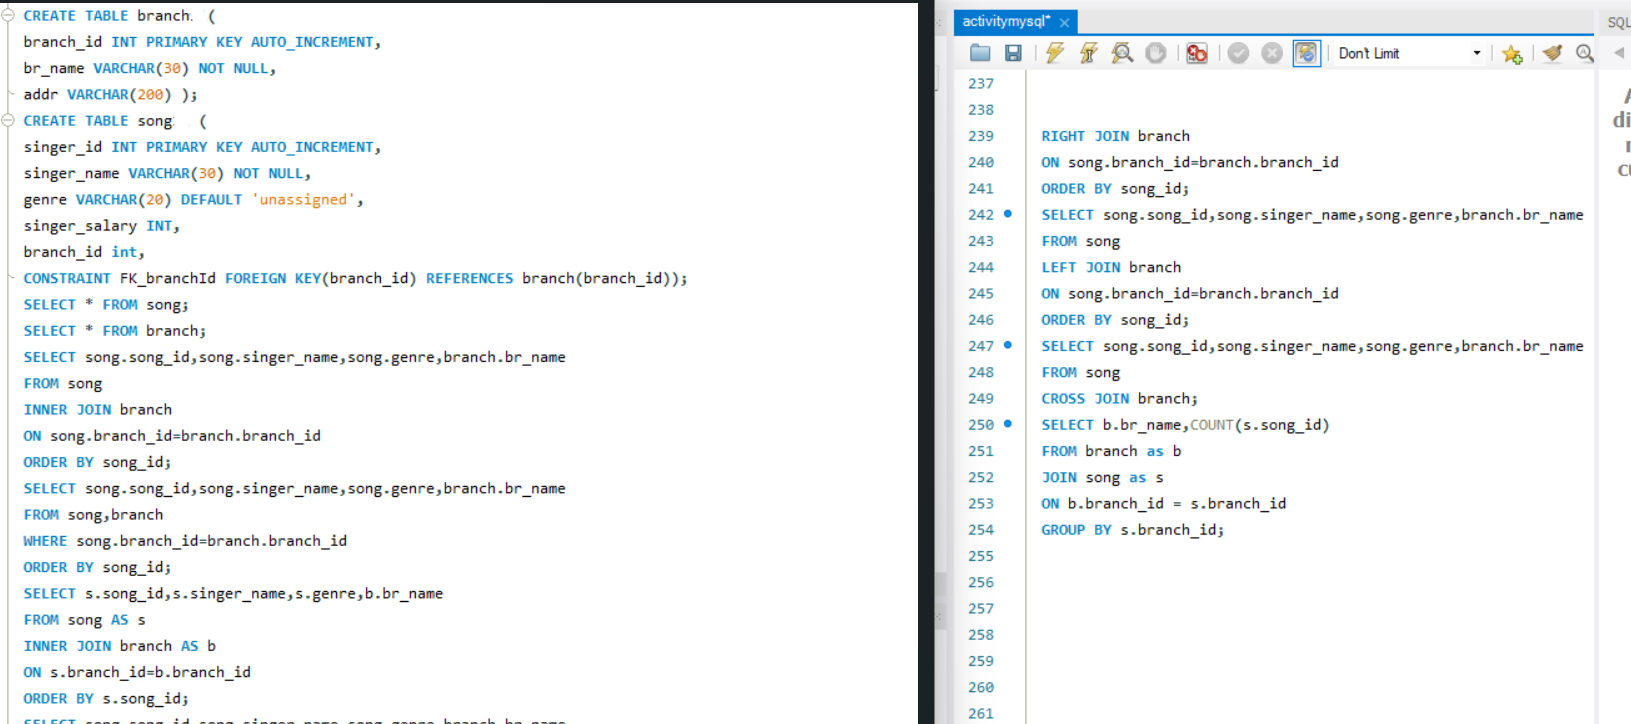 CREATE TABLE branch. (
branch_id INT PRIMARY KEY AUTO_INCREMENT,
br_name VARCHAR(30) NOT NULL,
addr VARCHAR(200) );
CREATE TABLE song (
singer_id INT PRIMARY KEY AUTO_INCREMENT,
singer_name VARCHAR(30) NOT NULL,
genre VARCHAR(20) DEFAULT 'unassigned',
singer_salary INT,
branch_id int,
CONSTRAINT FK_branchId FOREIGN KEY(branch_id) REFERENCES branch(branch_id));
SELECT * FROM song;
SELECT * FROM branch;
SELECT song.song_id,song.singer_name,song.genre,branch.br_name
FROM song
INNER JOIN branch
ON song.branch_id=branch.branch_id
ORDER BY song_id;
SELECT song.song_id,song.singer_name,song.genre,branch.br_name
FROM song,branch
WHERE song.branch_id=branch.branch_id
ORDER BY song_id;
SELECT s.song_id,s.singer_name,s.genre,b.br_name
FROM song AS s
INNER JOIN branch AS b
ON s.branch_id=b.branch_id
ORDER BY s.song_id;
SELECT song.song_id,song.singer_name,song.genre,branch.br_name
activitymysql*
SQL
Don't Limit
237
238
239 RIGHT JOIN branch
240 ON song.branch_id=branch.branch_id
241 ORDER BY song_id;
242 SELECT song.song_id,song.singer_name,song.genre,branch.br_name
243 FROM song
244 LEFT JOIN branch
245 ON song.branch_id=branch.branch_id
246 ORDER BY song_id;
247 SELECT song.song_id,song.singer_name,song.genre,branch.br_name
248 FROM song
249 CROSS JOIN branch;
250 SELECT b.br_name,COUNT(s.song_id)
251 FROM branch as b
252 JOIN song as s
253 ON b.branch_id = s.branch_id
254 GROUP BY s.branch_id;
255
256
257
258
259
260
261